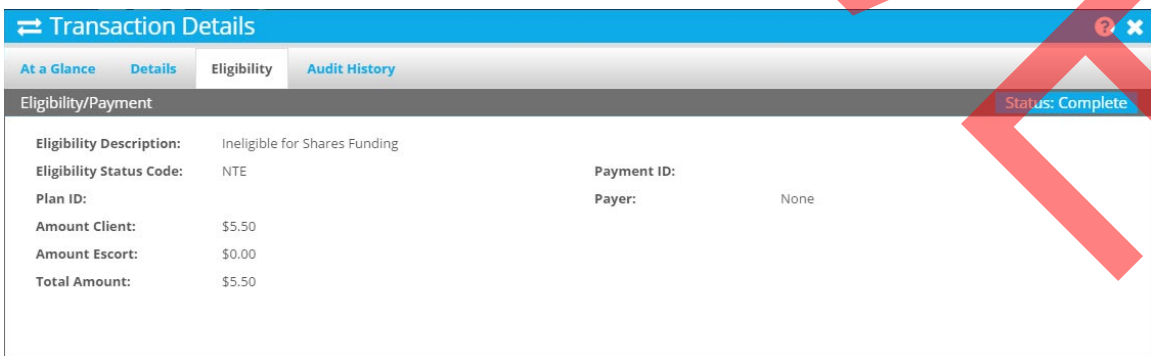 Transaction Details
?
At a Glance Details Eligibility Audit History
Eligibility/Payment Status: Complete
Eligibility Description: Ineligible for Shares Funding
Eligibility Status Code: NTE Payment ID:
Plan ID: Payer: None
Amount Client: $5.50
Amount Escort: $0.00
Total Amount: $5.50